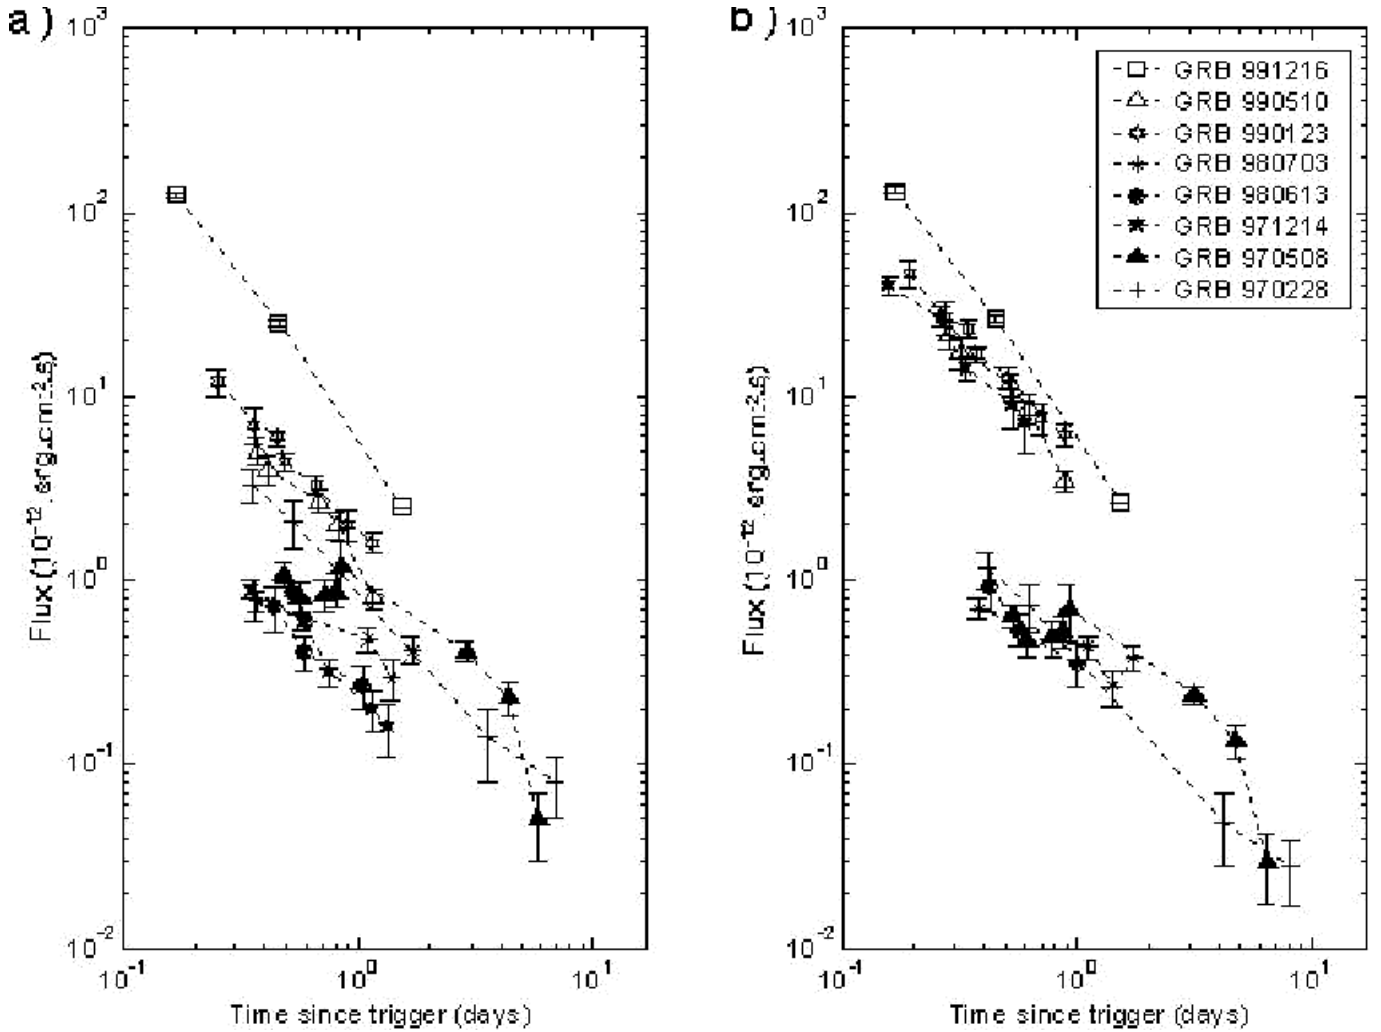 a)
10³
10²
10¹
10⁰
10⁻¹
10⁻²
10⁻¹
10⁰
10¹
Time since trigger (days)
Flux (10⁻¹² erg.cm⁻².s)
b)
10³
10²
10¹
10⁰
10⁻¹
10⁻²
10⁻¹
10⁰
10¹
Time since trigger (days)
Flux (10⁻¹² erg.cm⁻².s)
GRB 991216
GRB 990510
GRB 990123
GRB 980703
GRB 980613
GRB 971214
GRB 970508
GRB 970228